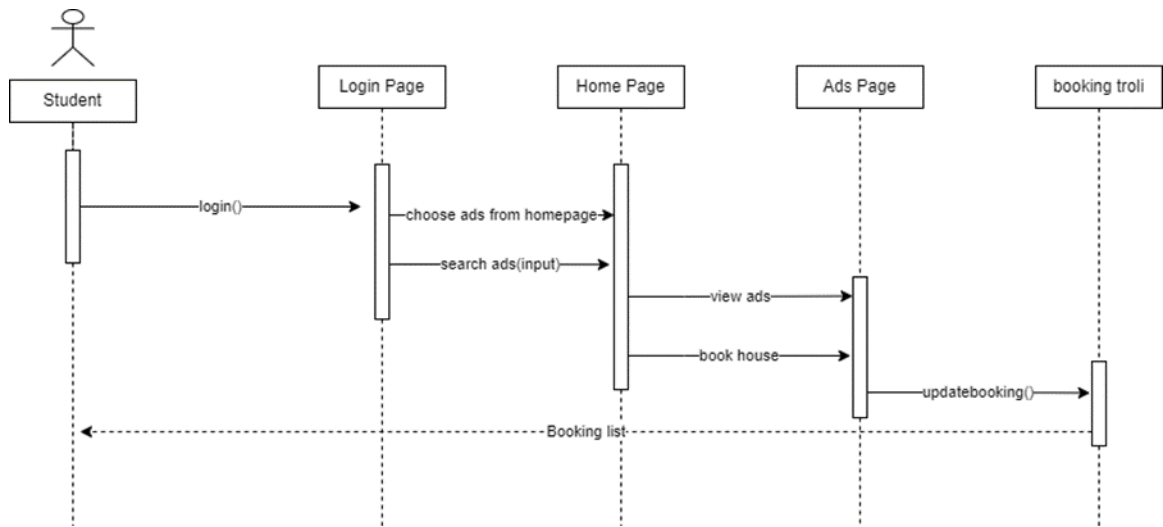 Student
Login Page
Home Page
Ads Page
booking troli
login()
choose ads from homepage
search ads(input)
view ads
book house
updatebooking()
Booking list